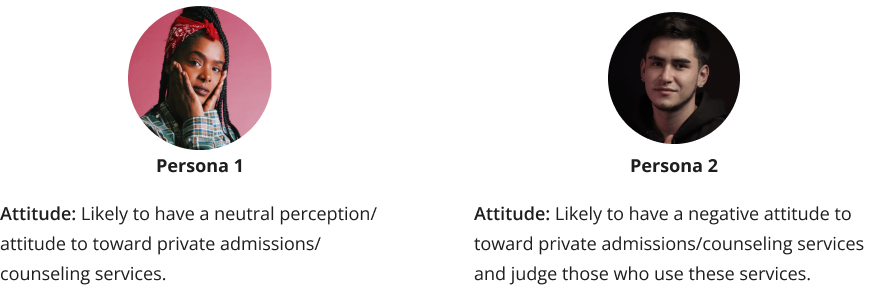 Persona 1
Attitude: Likely to have a neutral perception/
attitude to toward private admissions/
counseling services.
Persona 2
Attitude: Likely to have a negative attitude to
toward private admissions/counseling services
and judge those who use these services.